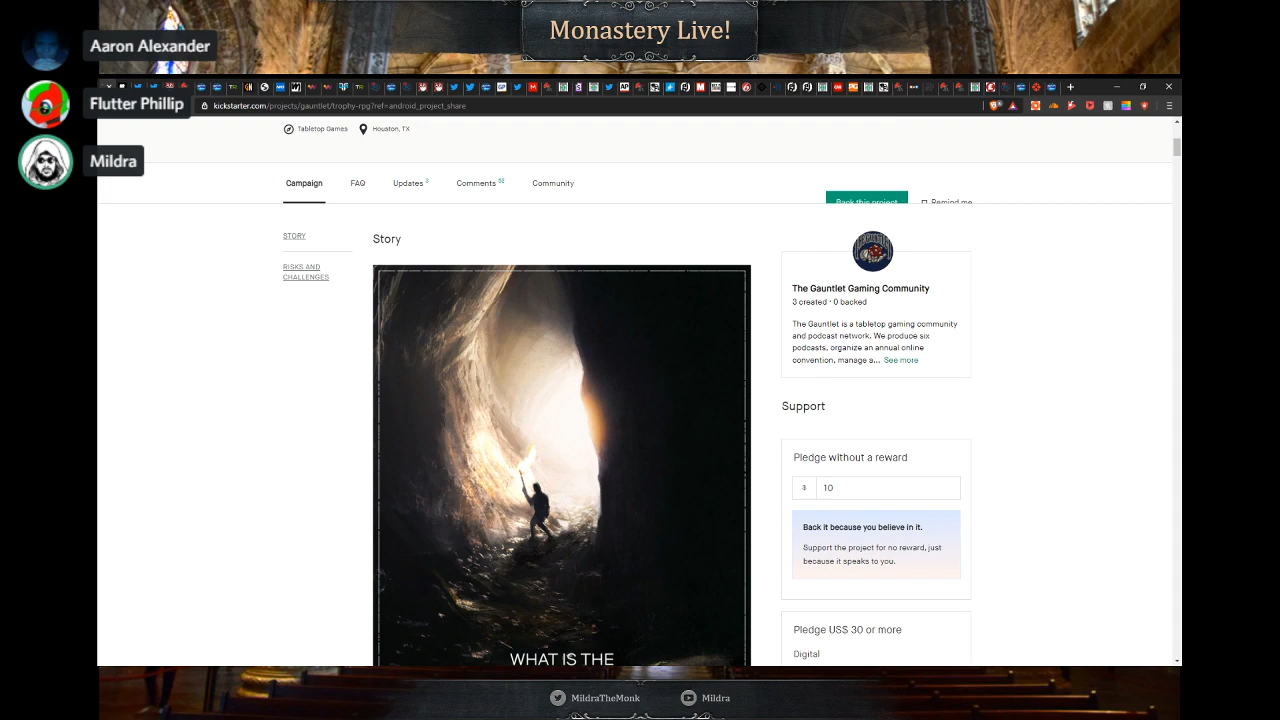 Monastery Live!
Aaron Alexander
Flutter Phillip
Mildra
kickstarter.com/projects/gauntlet/trophy-rpg?ref=android_project_share
Tabletop Games
Houston, TX
Campaign
FAQ
Updates 3
Comments 52
Community
Back this project
Remind me
STORY
RISKS AND
CHALLENGES
Story
The Gauntlet Gaming Community
3 created · 0 backed
The Gauntlet is a tabletop gaming community
and podcast network. We produce six
podcasts, organize an annual online
convention, manage a... See more
Support
Pledge without a reward
$ 10
Back it because you believe in it.
Support the project for no reward, just
because it speaks to you.
Pledge US$ 30 or more
Digital
WHAT IS THE
MildraTheMonk
Mildra